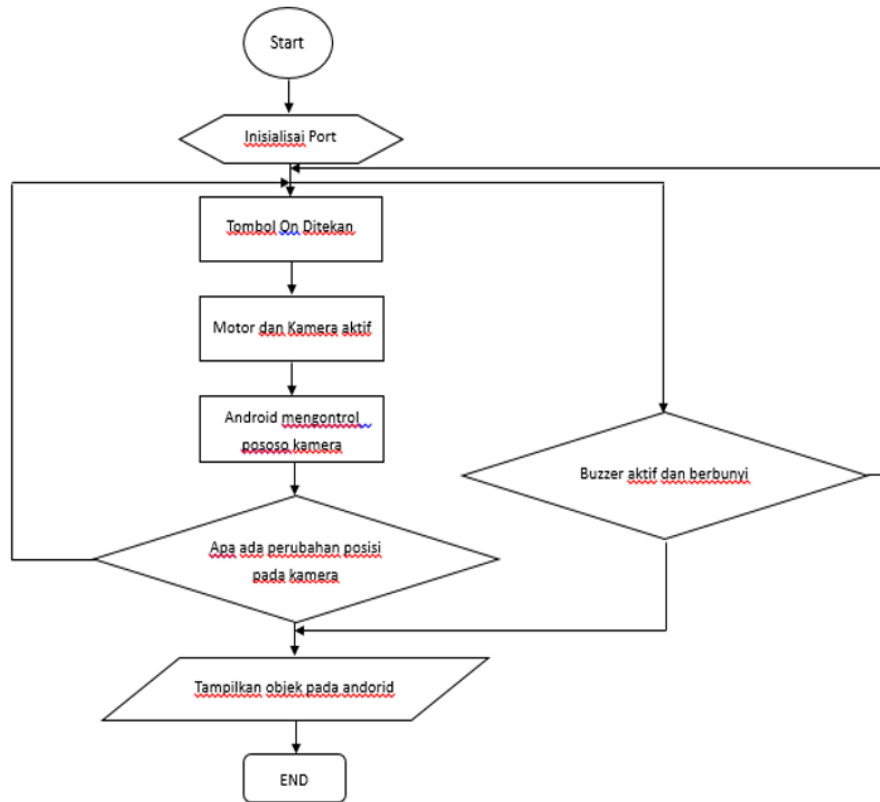 Start
Inisialisai Port
Tombol On Ditekan
Motor dan Kamera aktif
Android mengontrol
pososo kamera
Buzzer aktif dan berbunyi
Apa ada perubahan posisi
pada kamera
Tampilkan objek pada andorid
END